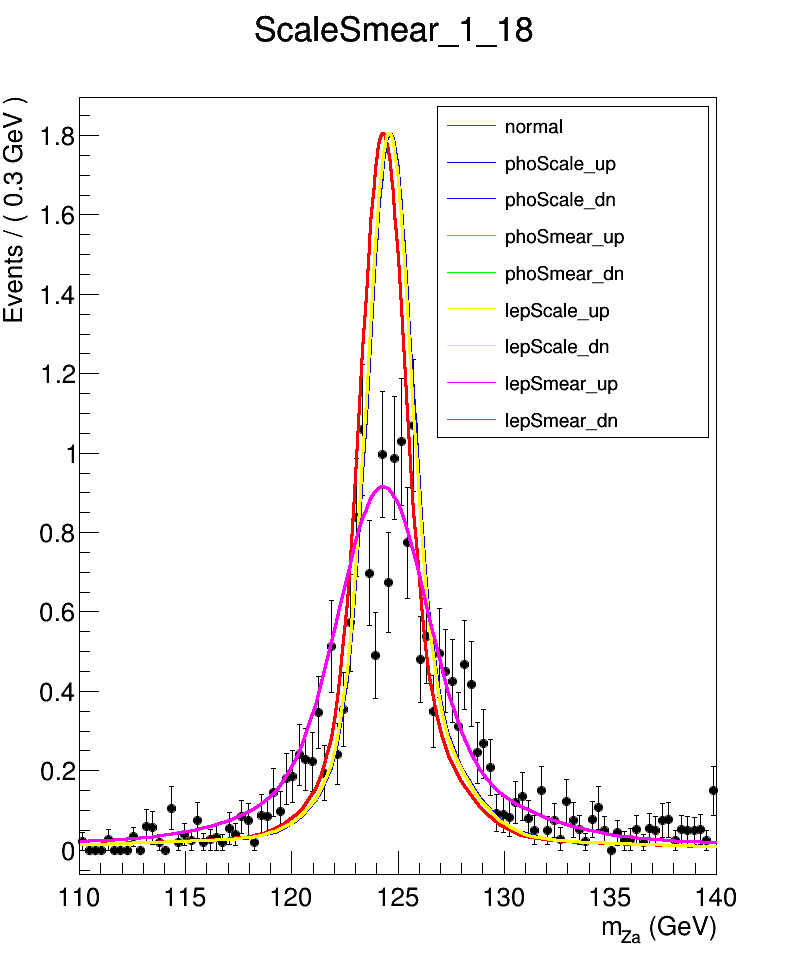 ScaleSmear_1_18
Events / ( 0.3 GeV )
1.8
1.6
1.4
1.2
1
0.8
0.6
0.4
0.2
0
normal
phoScale_up
phoScale_dn
phoSmear_up
phoSmear_dn
lepScale_up
lepScale_dn
lepSmear_up
lepSmear_dn
110 115 120 125 130 135 140
m_Za (GeV)